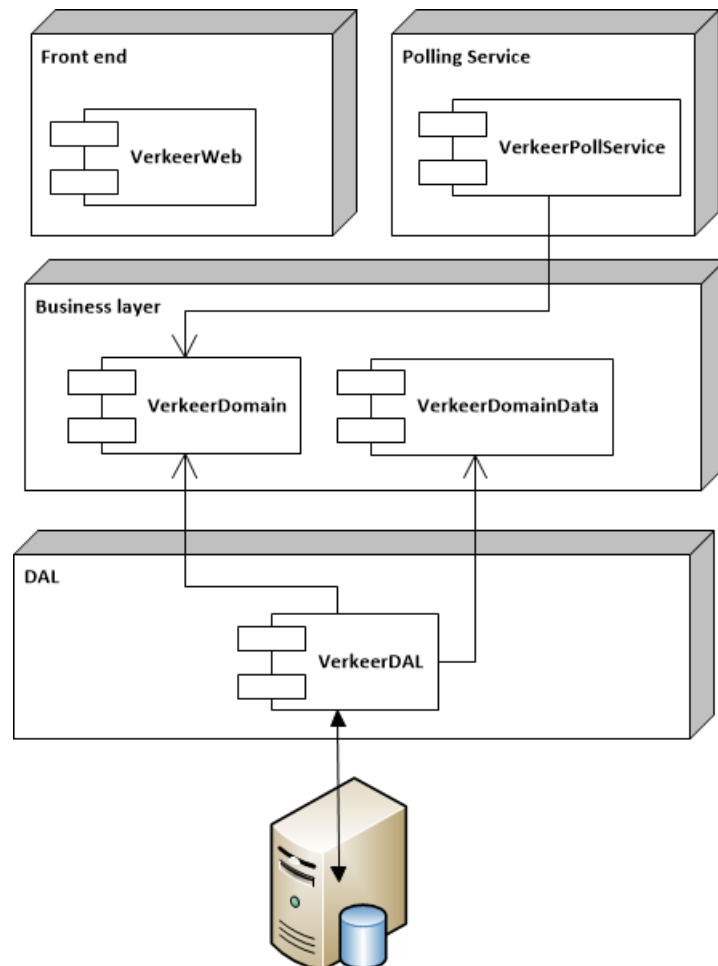 Front end
VerkeerWeb
Polling Service
VerkeerPollService
Business layer
VerkeerDomain
VerkeerDomainData
DAL
VerkeerDAL